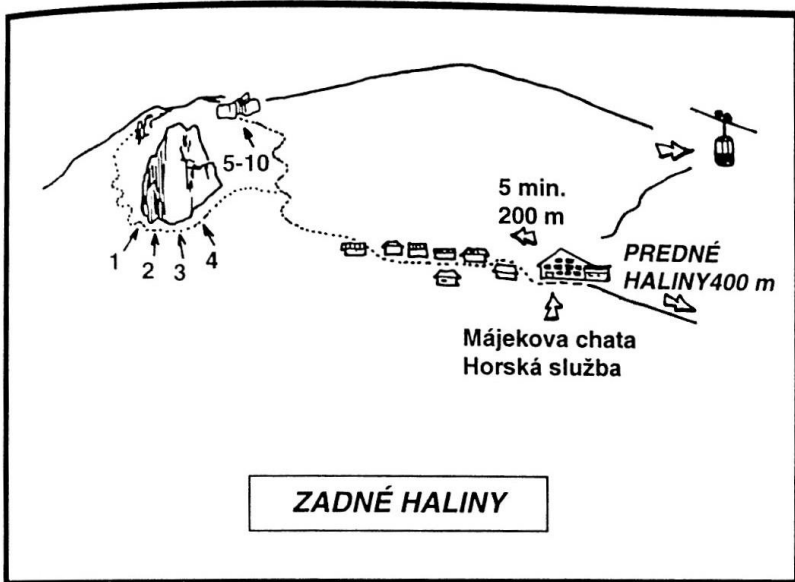 5-10
1
2
3
4
5 min.
200 m
PREDNÉ
HALINY400 m
Májekova chata
Horská služba
ZADNÉ HALINY